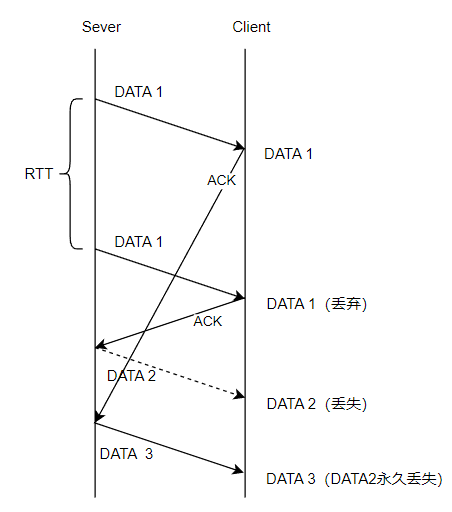 Sever
Client
DATA 1
DATA 1
ACK
RTT
DATA 1
DATA 1（丢弃）
ACK
DATA 2
DATA 2（丢失）
DATA 3
DATA 3（DATA2永久丢失）